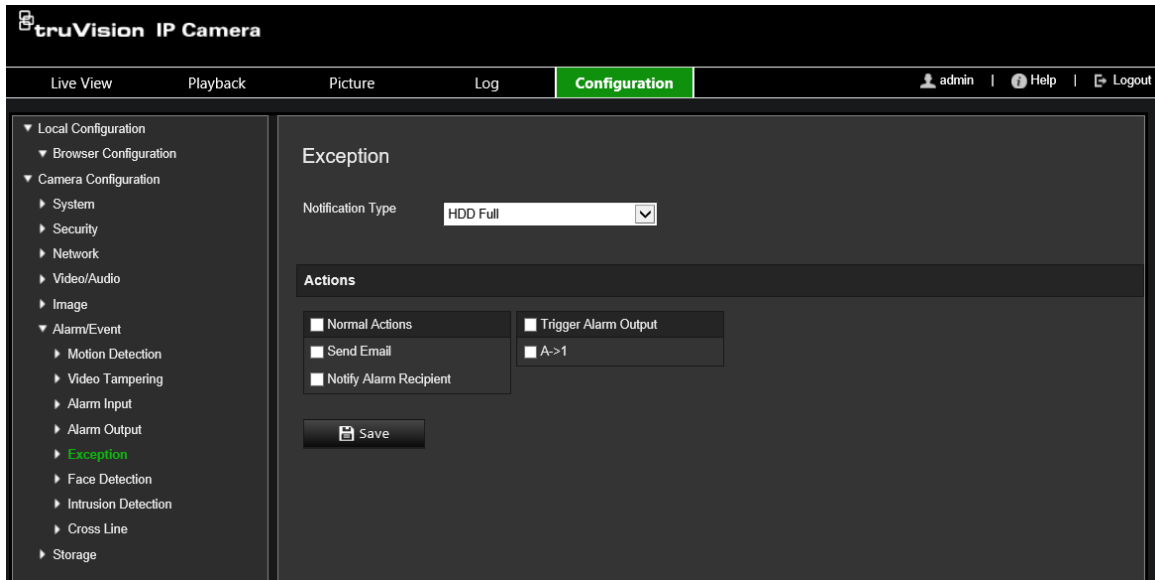 truVision IP Camera
Live View Playback Picture Log Configuration admin | Help | Logout
Local Configuration
Browser Configuration
Camera Configuration
System
Security
Network
Video/Audio
Image
Alarm/Event
Motion Detection
Video Tampering
Alarm Input
Alarm Output
Exception
Face Detection
Intrusion Detection
Cross Line
Storage
Exception
Notification Type HDD Full
Actions
Normal Actions Trigger Alarm Output
Send Email A->1
Notify Alarm Recipient
Save